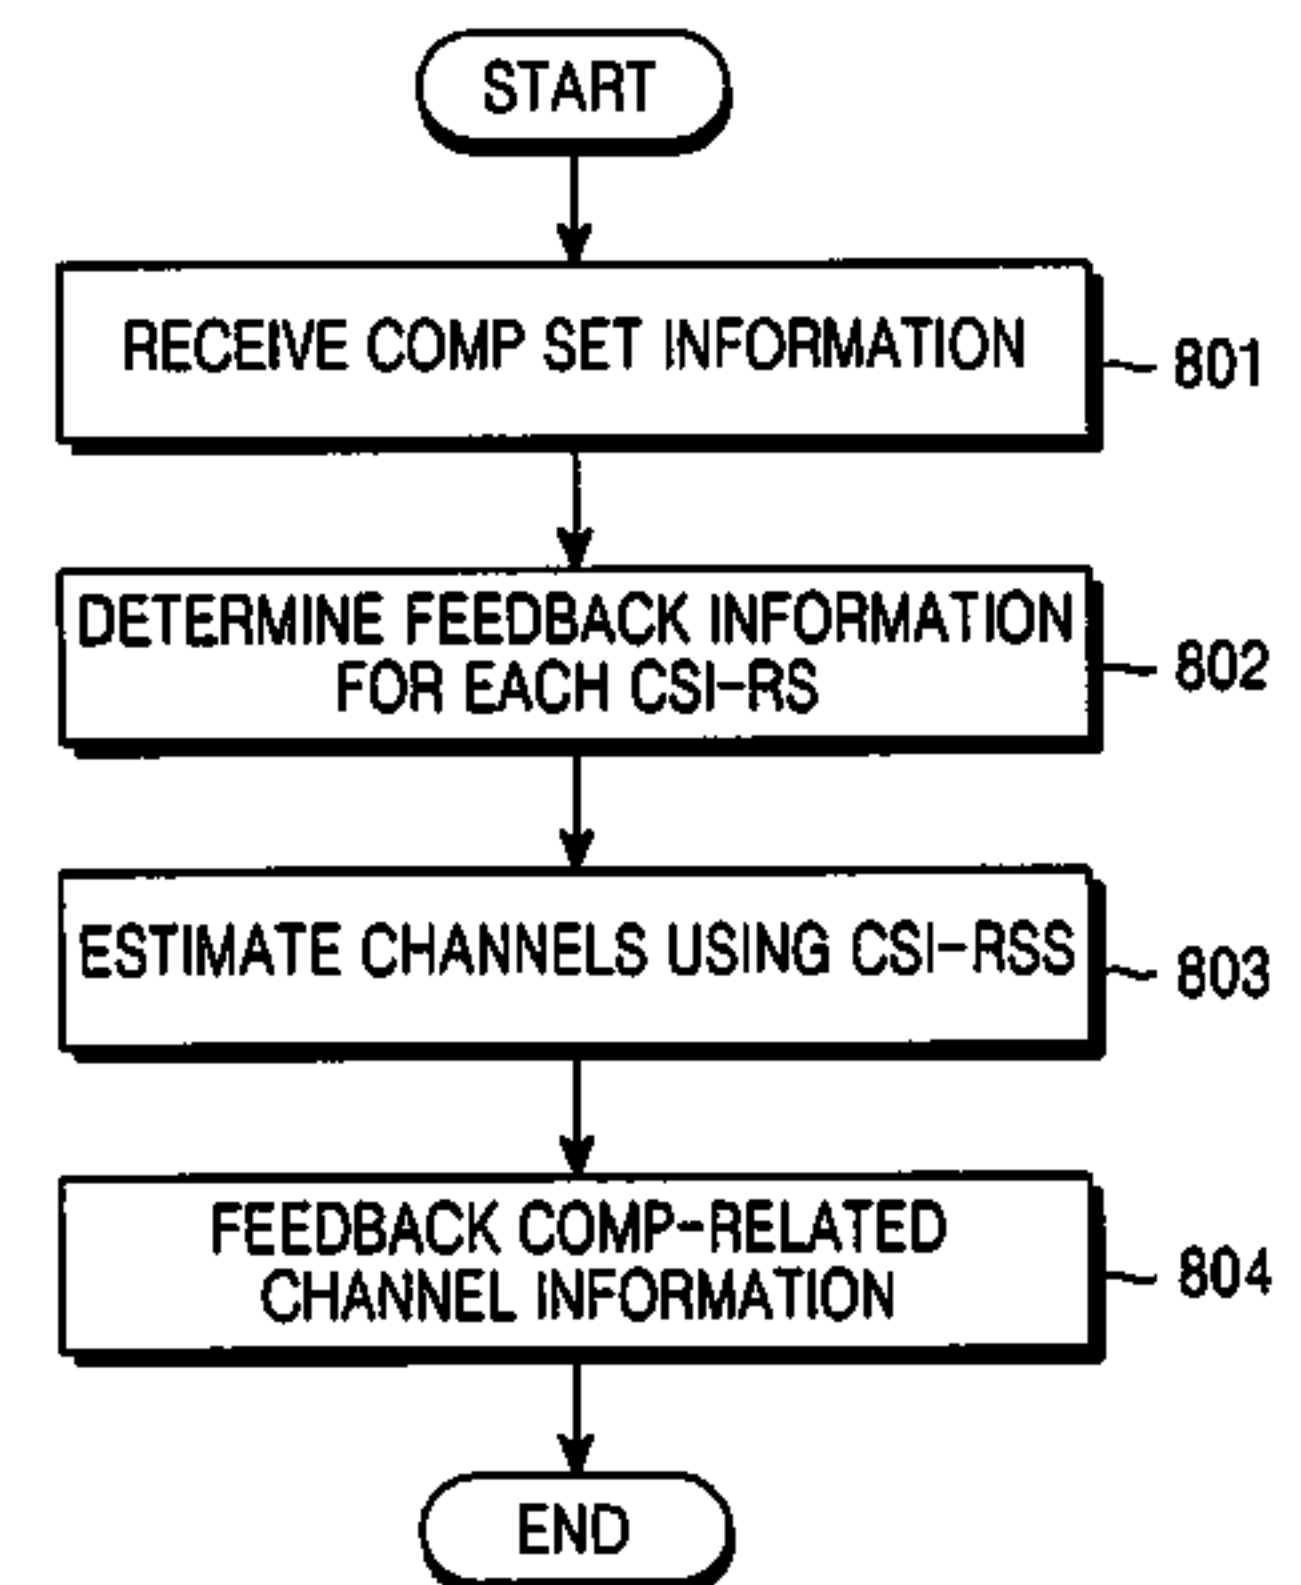 START
RECEIVE COMP SET INFORMATION
801
DETERMINE FEEDBACK INFORMATION
FOR EACH CSI-RS
802
ESTIMATE CHANNELS USING CSI-RSS
803
FEEDBACK COMP-RELATED
CHANNEL INFORMATION
804
END